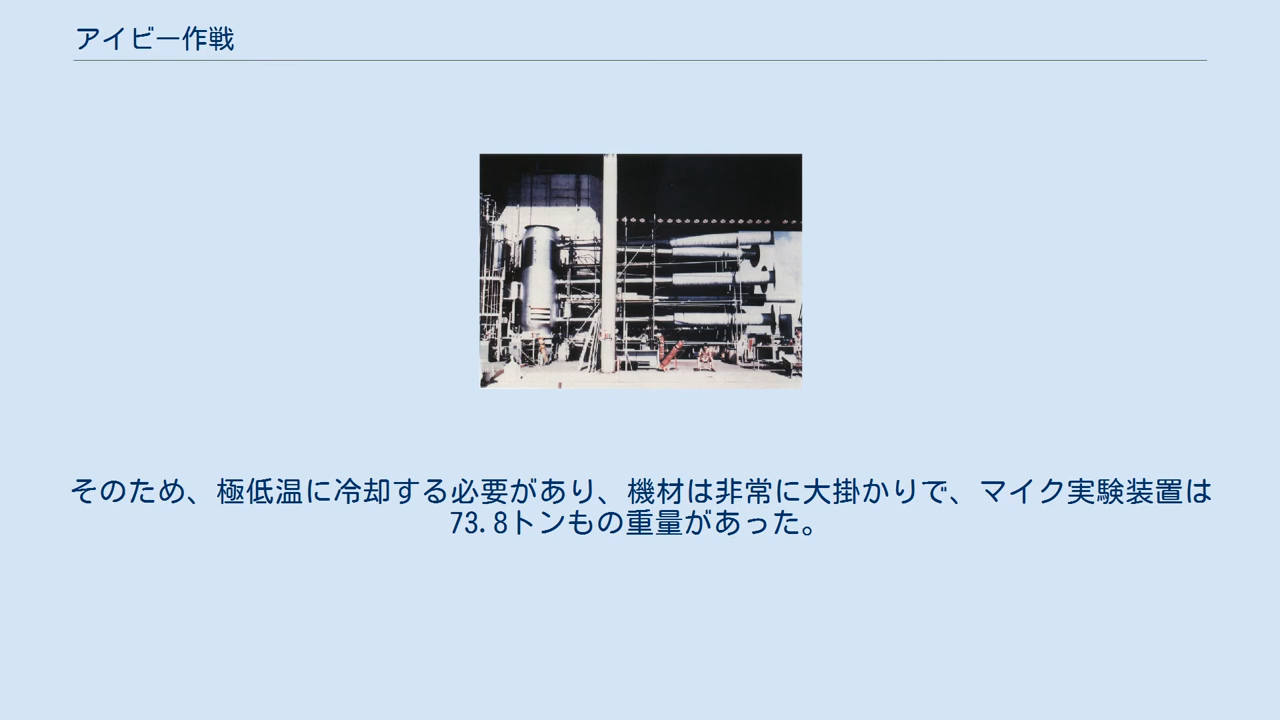 アイビー作戦
そのため、極低温に冷却する必要があり、機材は非常に大掛かりで、マイク実験装置は
73.8トンもの重量があった。